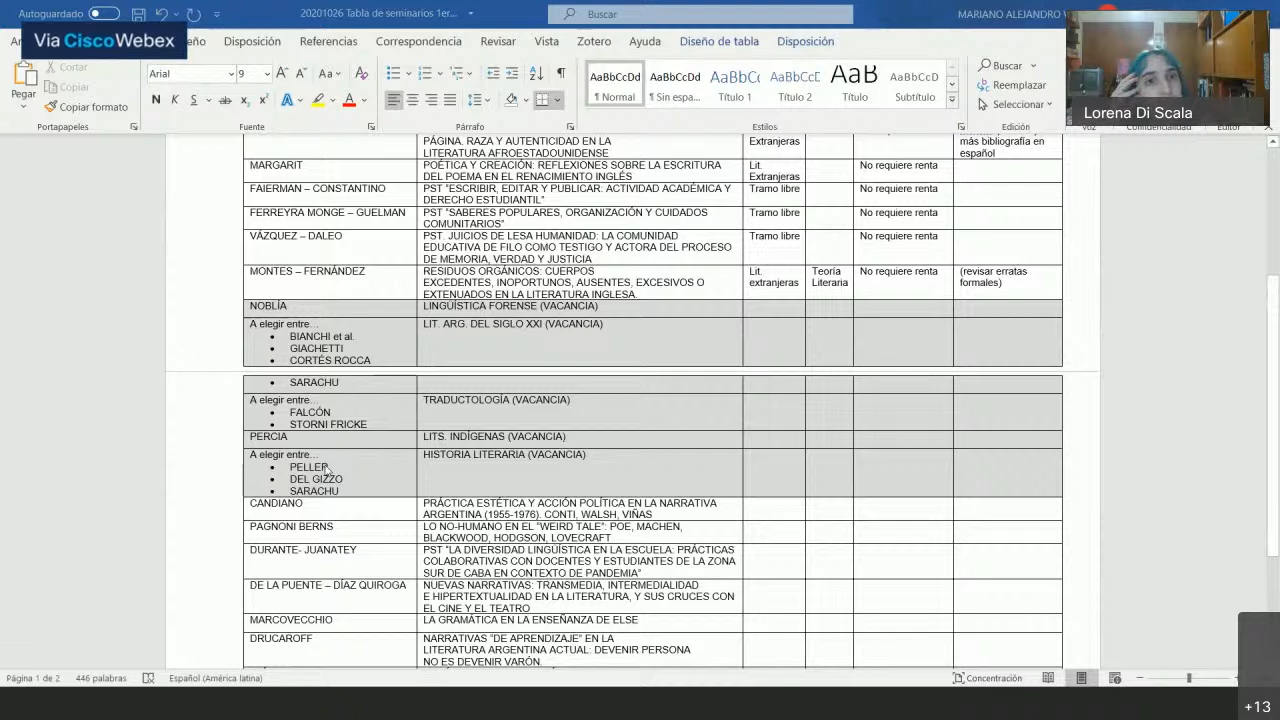 Autoguardado
20201026 Tabla de seminarios 1er...
Buscar
MARIANO ALEJANDRO
Via CiscoWebex
Disposición
Referencias
Correspondencia
Revisar
Vista
Zotero
Ayuda
Diseño de tabla
Disposición
Pegar
Cortar
Copiar
Copiar formato
Portapapeles
Arial
9
Fuente
Párrafo
AaBbCcDd
¶ Normal
AaBbCcDd
¶ Sin espa...
AaBbCc
Título 1
AaBbCcE
Título 2
AaB
Título
AaBbCcD
Subtítulo
Estilos
Buscar
Reemplazar
Seleccionar
Edición
Lorena Di Scala
PÁGINA. RAZA Y AUTENTICIDAD EN LA
LITERATURA AFROESTADOUNIDENSE
Extranjeras
más bibliografía en
español
MARGARIT
POÉTICA Y CREACIÓN: REFLEXIONES SOBRE LA ESCRITURA
DEL POEMA EN EL RENACIMIENTO INGLÉS
Lit.
Extranjeras
No requiere renta
FAIERMAN – CONSTANTINO
PST "ESCRIBIR, EDITAR Y PUBLICAR: ACTIVIDAD ACADÉMICA Y
DERECHO ESTUDIANTIL"
Tramo libre
No requiere renta
FERREYRA MONGE – GUELMAN
PST "SABERES POPULARES, ORGANIZACIÓN Y CUIDADOS
COMUNITARIOS"
Tramo libre
No requiere renta
VÁZQUEZ – DALEO
PST. JUICIOS DE LESA HUMANIDAD: LA COMUNIDAD
EDUCATIVA DE FILO COMO TESTIGO Y ACTORA DEL PROCESO
DE MEMORIA, VERDAD Y JUSTICIA
Tramo libre
No requiere renta
MONTES – FERNÁNDEZ
RESIDUOS ORGÁNICOS: CUERPOS
EXCEDENTES, INOPORTUNOS, AUSENTES, EXCESIVOS O
EXTENUADOS EN LA LITERATURA INGLESA.
Lit.
extranjeras
Teoría
Literaria
No requiere renta
(revisar erratas
formales)
NOBLÍA
LINGÜÍSTICA FORENSE (VACANCIA)
A elegir entre...
• BIANCHI et al.
• GIACHETTI
• CORTÉS ROCCA
LIT. ARG. DEL SIGLO XXI (VACANCIA)
• SARACHU
A elegir entre...
• FALCÓN
• STORNI FRICKE
TRADUCTOLOGÍA (VACANCIA)
PERCIA
LITS. INDÍGENAS (VACANCIA)
A elegir entre...
• PELLER
• DEL GIZZO
• SARACHU
HISTORIA LITERARIA (VACANCIA)
CANDIANO
PRÁCTICA ESTÉTICA Y ACCIÓN POLÍTICA EN LA NARRATIVA
ARGENTINA (1955-1976). CONTI, WALSH, VIÑAS
PAGNONI BERNS
LO NO-HUMANO EN EL "WEIRD TALE": POE, MACHEN,
BLACKWOOD, HODGSON, LOVECRAFT
DURANTE- JUANATEY
PST "LA DIVERSIDAD LINGÜÍSTICA EN LA ESCUELA: PRÁCTICAS
COLABORATIVAS CON DOCENTES Y ESTUDIANTES DE LA ZONA
SUR DE CABA EN CONTEXTO DE PANDEMIA"
DE LA PUENTE – DÍAZ QUIROGA
NUEVAS NARRATIVAS: TRANSMEDIA, INTERMEDIALIDAD
E HIPERTEXTUALIDAD EN LA LITERATURA, Y SUS CRUCES CON
EL CINE Y EL TEATRO
MARCOVECCHIO
LA GRAMÁTICA EN LA ENSEÑANZA DE ELSE
DRUCAROFF
NARRATIVAS "DE APRENDIZAJE" EN LA
LITERATURA ARGENTINA ACTUAL: DEVENIR PERSONA
NO ES DEVENIR VARÓN.
Página 1 de 2
446 palabras
Español (América latina)
Concentración
+13